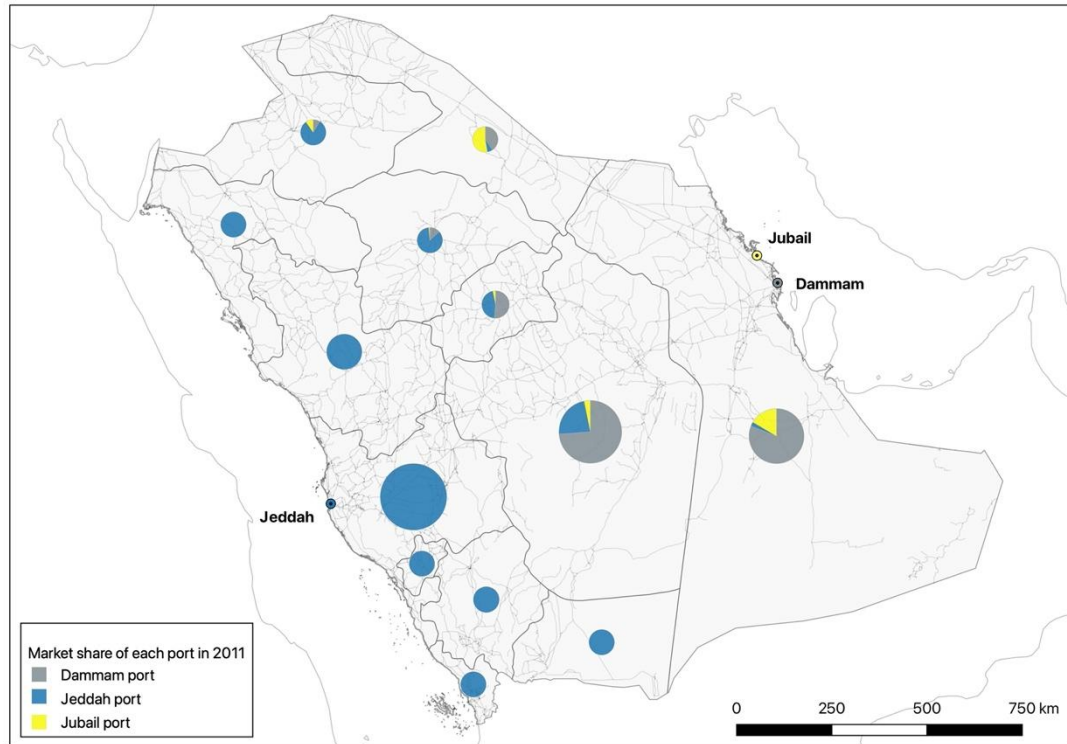 Jubail
Dammam
Jeddah
Market share of each port in 2011
Dammam port
Jeddah port
Jubail port
0 250 500 750 km